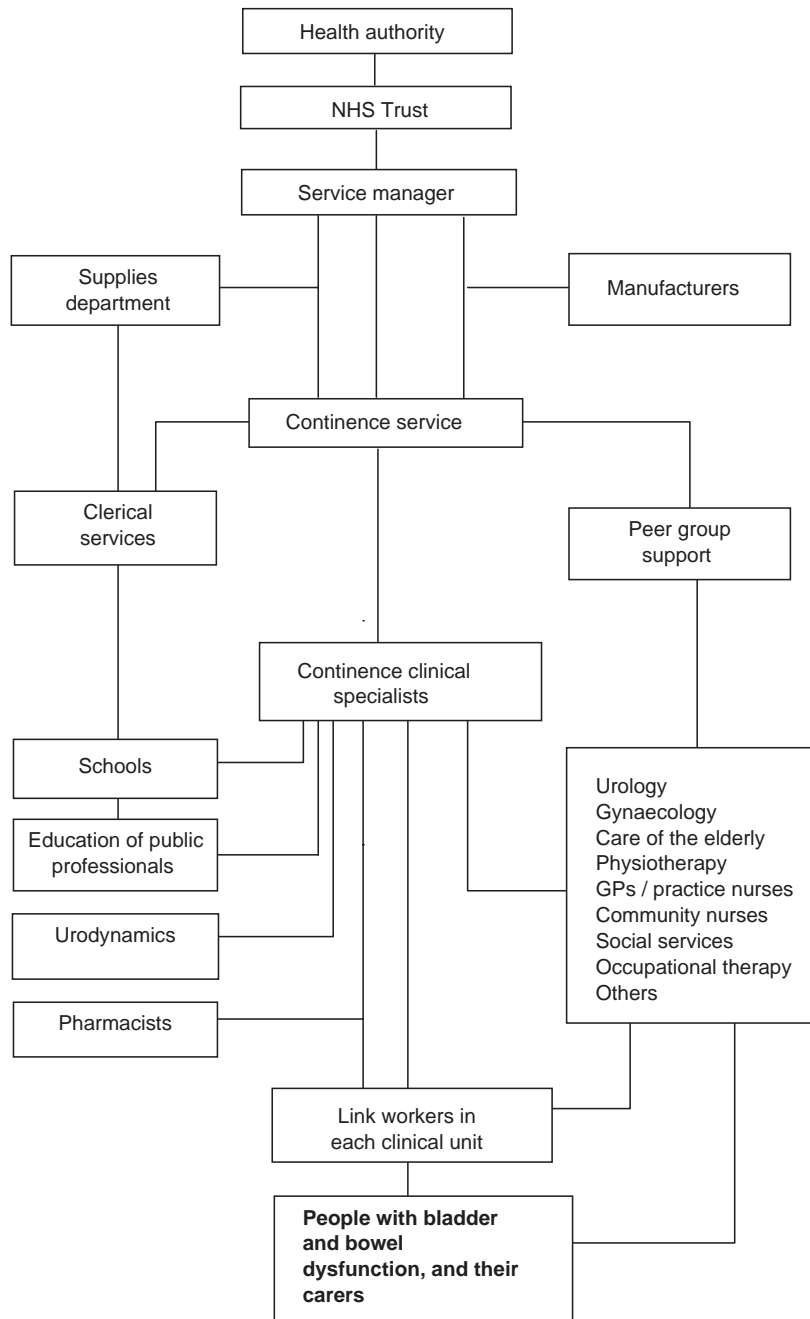 Health authority
NHS Trust
Service manager
Supplies
department
Manufacturers
Continence service
Clerical
services
Peer group
support
Continence clinical
specialists
Schools
Education of public
professionals
Urodynamics
Pharmacists
Urology
Gynaecology
Care of the elderly
Physiotherapy
GPs / practice nurses
Community nurses
Social services
Occupational therapy
Others
Link workers in
each clinical unit
People with bladder
and bowel
dysfunction, and their
carers